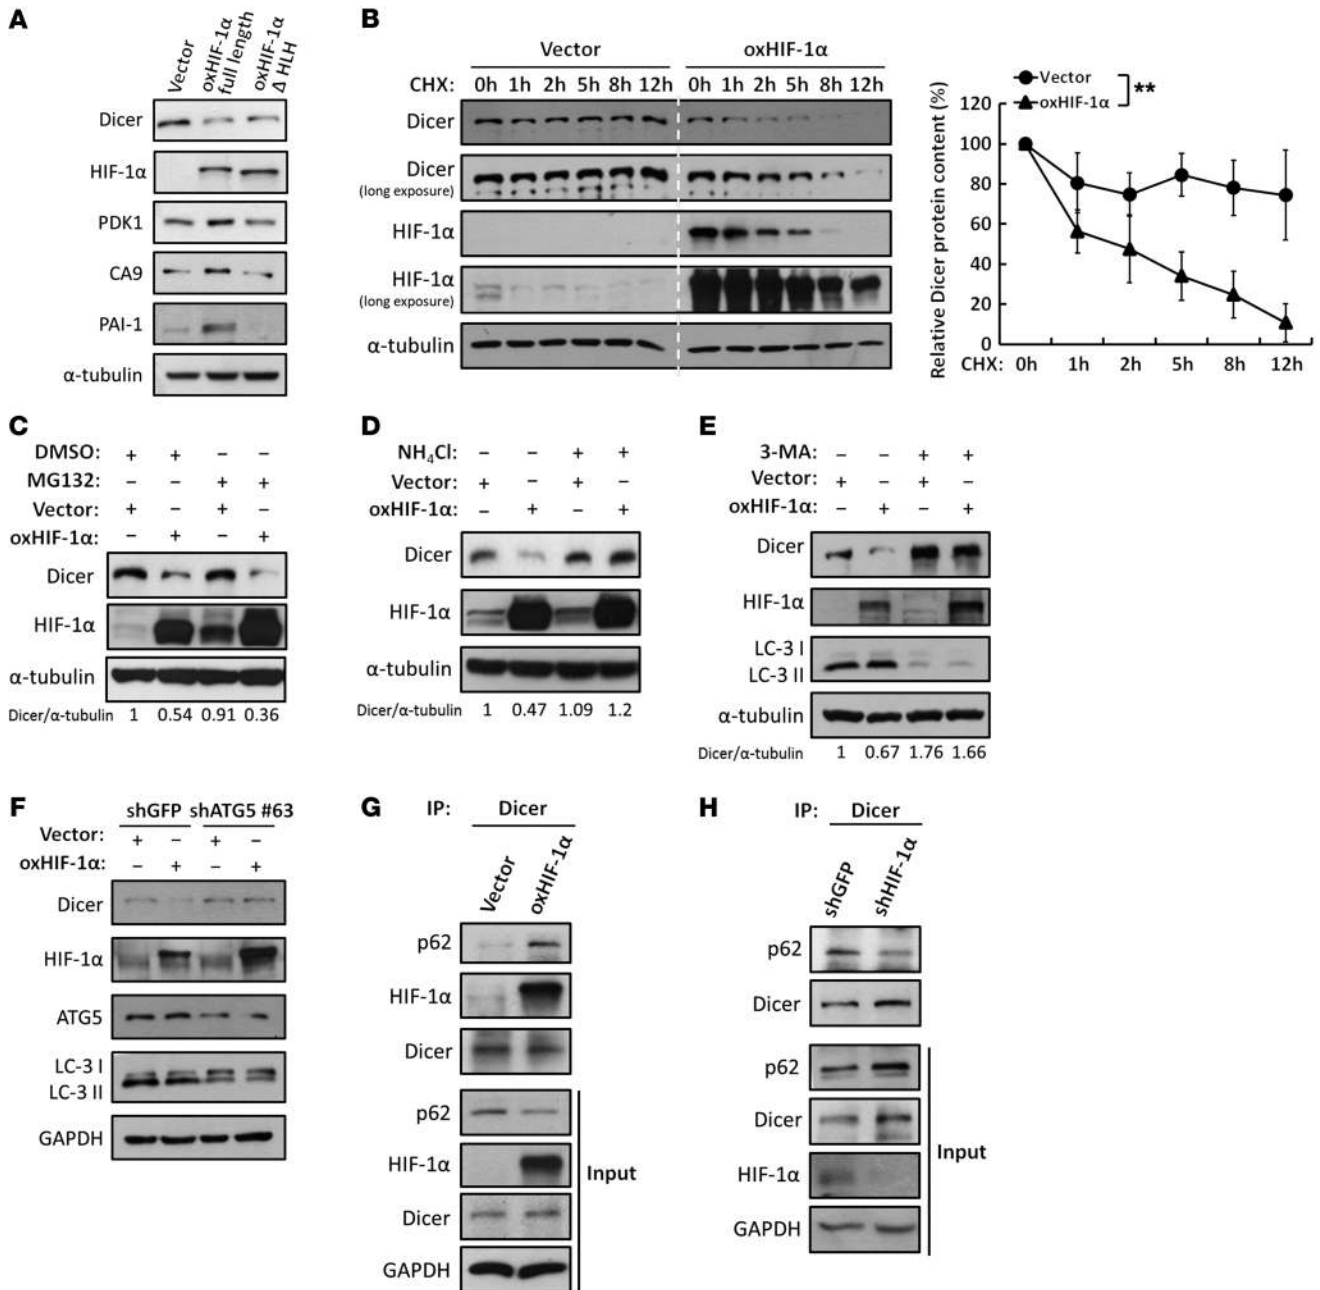 A
Vector
oxHIF-1α
full length
oxHIF-1α
Δ HLH
Dicer
HIF-1α
PDK1
CA9
PAI-1
α-tubulin
B
Vector
oxHIF-1α
CHX: 0h 1h 2h 5h 8h 12h 0h 1h 2h 5h 8h 12h
Dicer
Dicer
(long exposure)
HIF-1α
HIF-1α
(long exposure)
α-tubulin
Vector
oxHIF-1α
**
Relative Dicer protein content (%)
120
100
80
60
40
20
0
CHX: 0h 1h 2h 5h 8h 12h
C
DMSO: + + – –
MG132: – – + +
Vector: + – + –
oxHIF-1α: – + – +
Dicer
HIF-1α
α-tubulin
Dicer/α-tubulin 1 0.54 0.91 0.36
D
NH₄Cl: – – + +
Vector: + – + –
oxHIF-1α: – + – +
Dicer
HIF-1α
α-tubulin
Dicer/α-tubulin 1 0.47 1.09 1.2
E
3-MA: – – + +
Vector: + – + –
oxHIF-1α: – + – +
Dicer
HIF-1α
LC-3 I
LC-3 II
α-tubulin
Dicer/α-tubulin 1 0.67 1.76 1.66
F
shGFP shATG5 #63
Vector: + – + –
oxHIF-1α: – + – +
Dicer
HIF-1α
ATG5
LC-3 I
LC-3 II
GAPDH
G
IP: Dicer
Vector
oxHIF-1α
p62
HIF-1α
Dicer
p62
HIF-1α
Dicer
GAPDH
Input
H
IP: Dicer
shGFP
shHIF-1α
p62
Dicer
p62
Dicer
HIF-1α
GAPDH
Input